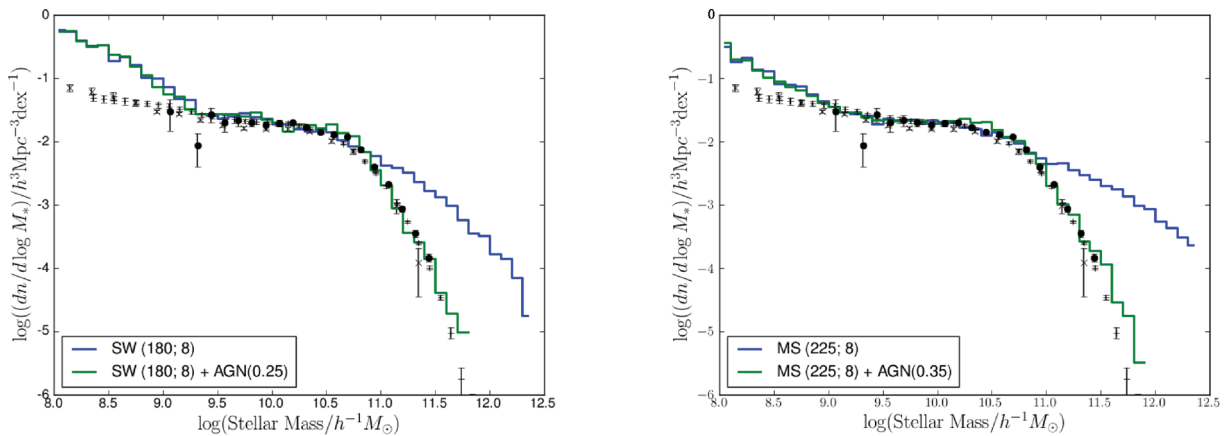 0
−1
−2
−3
−4
−5
−6
8.0 8.5 9.0 9.5 10.0 10.5 11.0 11.5 12.0 12.5
log(Stellar Mass/h⁻¹M⊙)
log((dn/d log M∗)/h³Mpc⁻³dex⁻¹)
SW (180; 8)
SW (180; 8) + AGN(0.25)
0
−1
−2
−3
−4
−5
−6
8.0 8.5 9.0 9.5 10.0 10.5 11.0 11.5 12.0 12.5
log(Stellar Mass/h⁻¹M⊙)
log((dn/d log M∗)/h³Mpc⁻³dex⁻¹)
MS (225; 8)
MS (225; 8) + AGN(0.35)